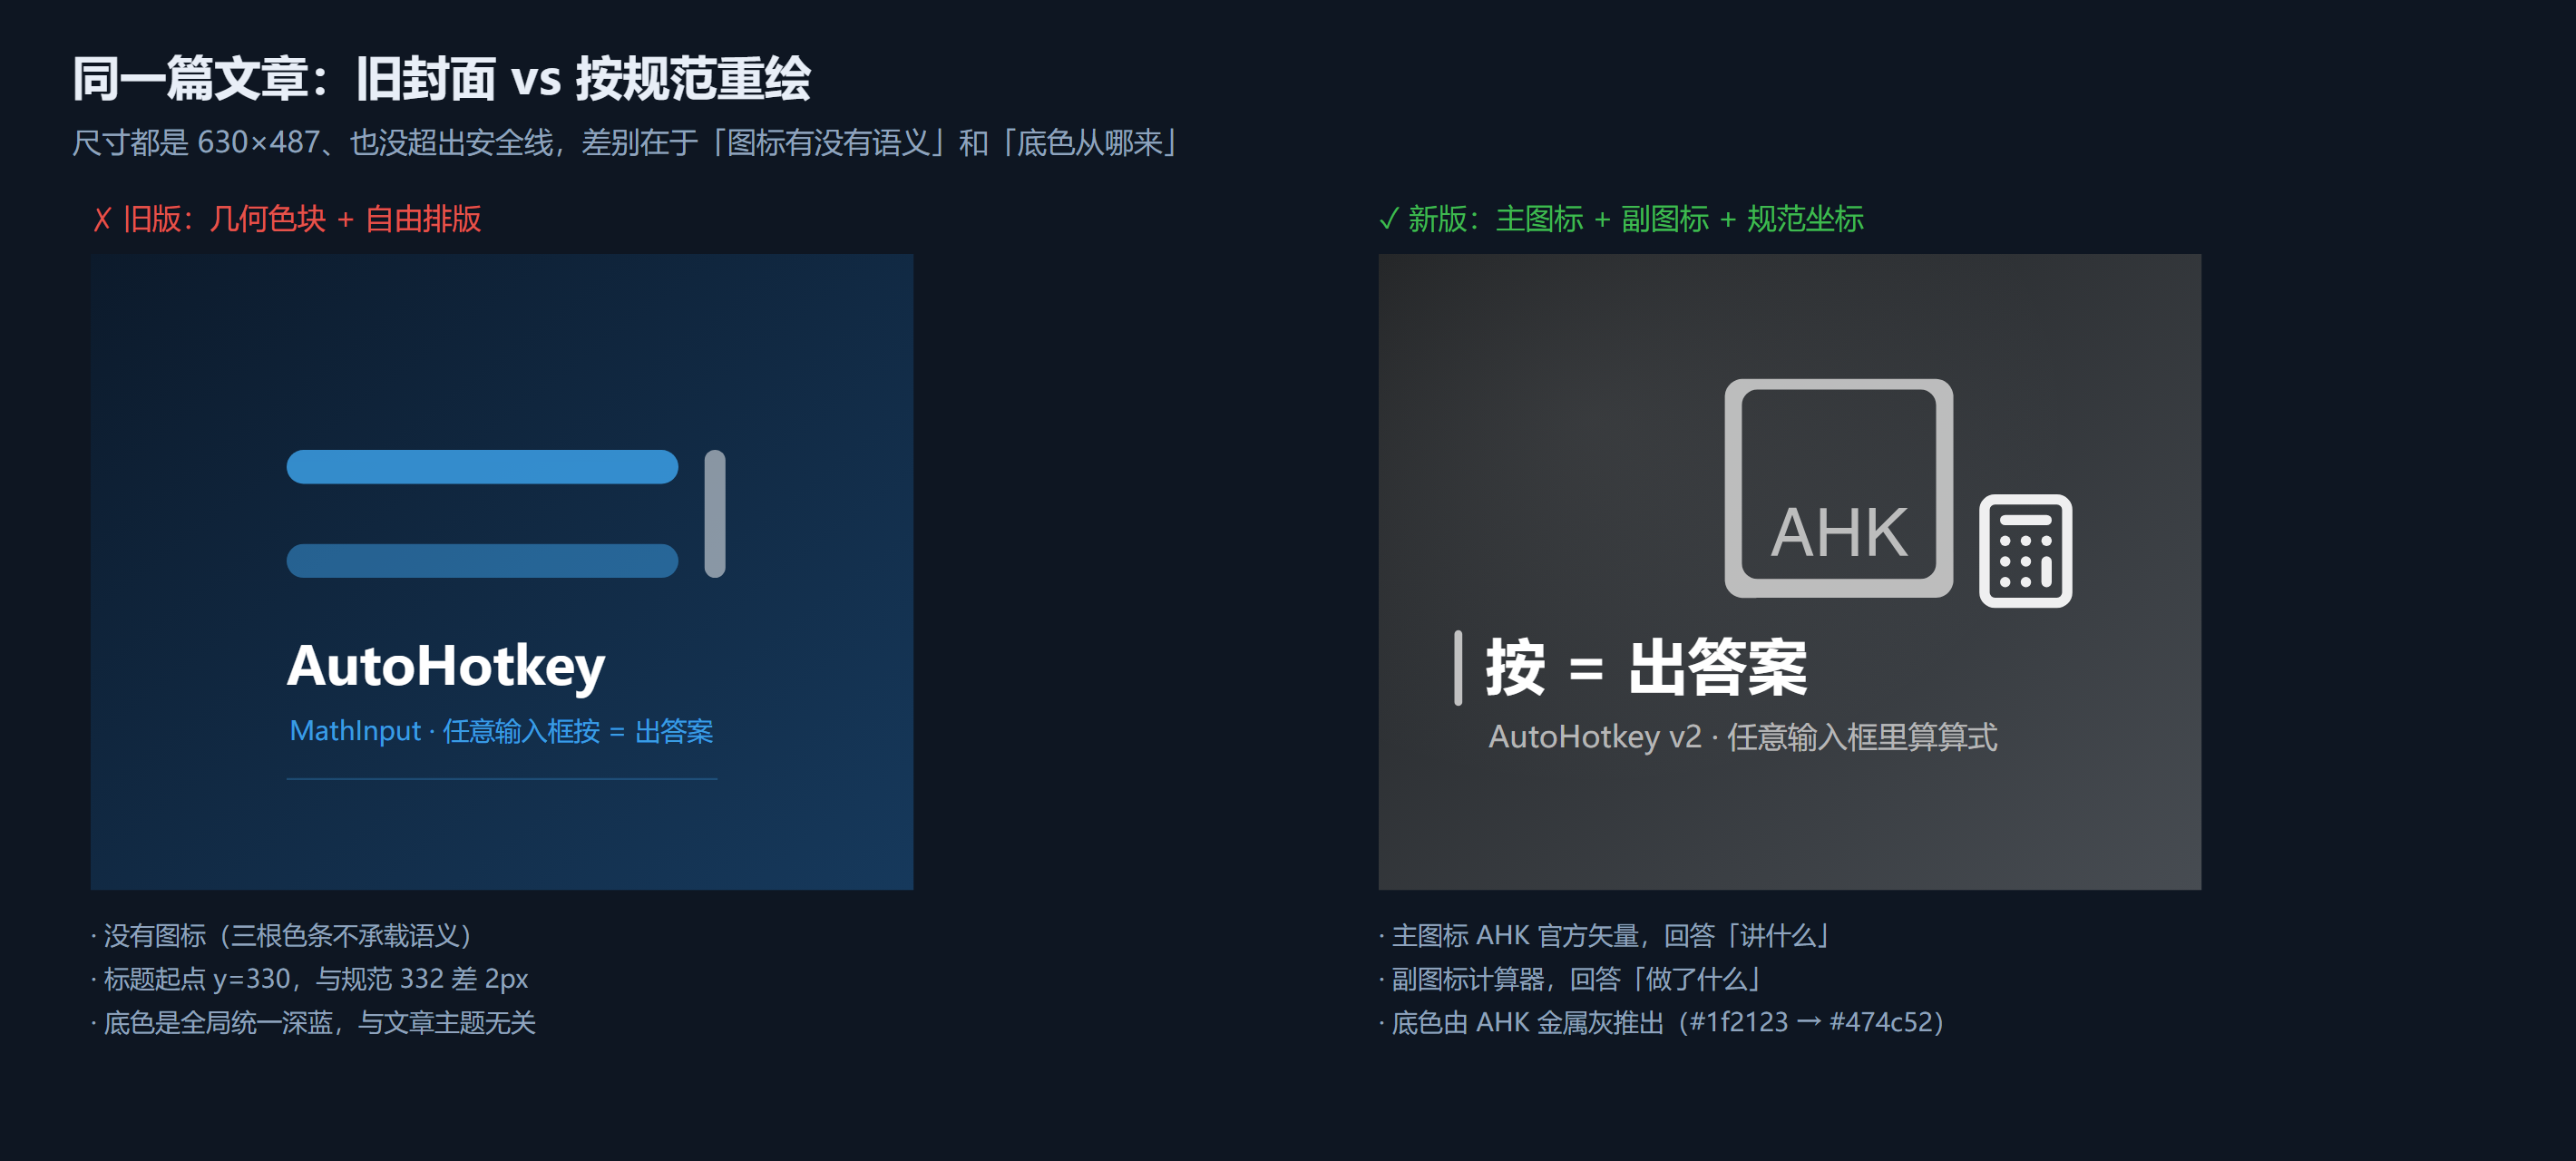 同一篇文章：旧封面 vs 按规范重绘
尺寸都是 630×487、也没超出安全线，差别在于「图标有没有语义」和「底色从哪来」
✗ 旧版：几何色块 + 自由排版
AutoHotkey
MathInput · 任意输入框按 = 出答案
· 没有图标（三根色条不承载语义）
· 标题起点 y=330，与规范 332 差 2px
· 底色是全局统一深蓝，与文章主题无关
✓ 新版：主图标 + 副图标 + 规范坐标
AHK
按 = 出答案
AutoHotkey v2 · 任意输入框里算算式
· 主图标 AHK 官方矢量，回答「讲什么」
· 副图标计算器，回答「做了什么」
· 底色由 AHK 金属灰推出（#1f2123 → #474c52）